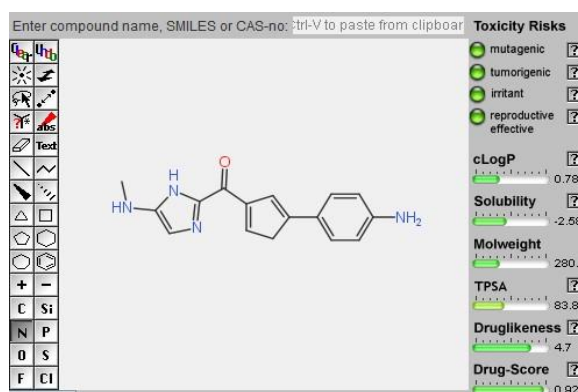 Enter compound name, SMILES or CAS-no: Ctrl-V to paste from clipboar
Toxicity Risks
mutagenic ?
tumorigenic ?
irritant ?
reproductive effective ?
abs
Text
+ -
C Si
N P
O S
F Cl
O
H
N
HN
N
NH2
cLogP ?
0.78
Solubility ?
-2.58
Molweight ?
280.
TPSA ?
83.8
Druglikeness ?
4.7
Drug-Score ?
0.92